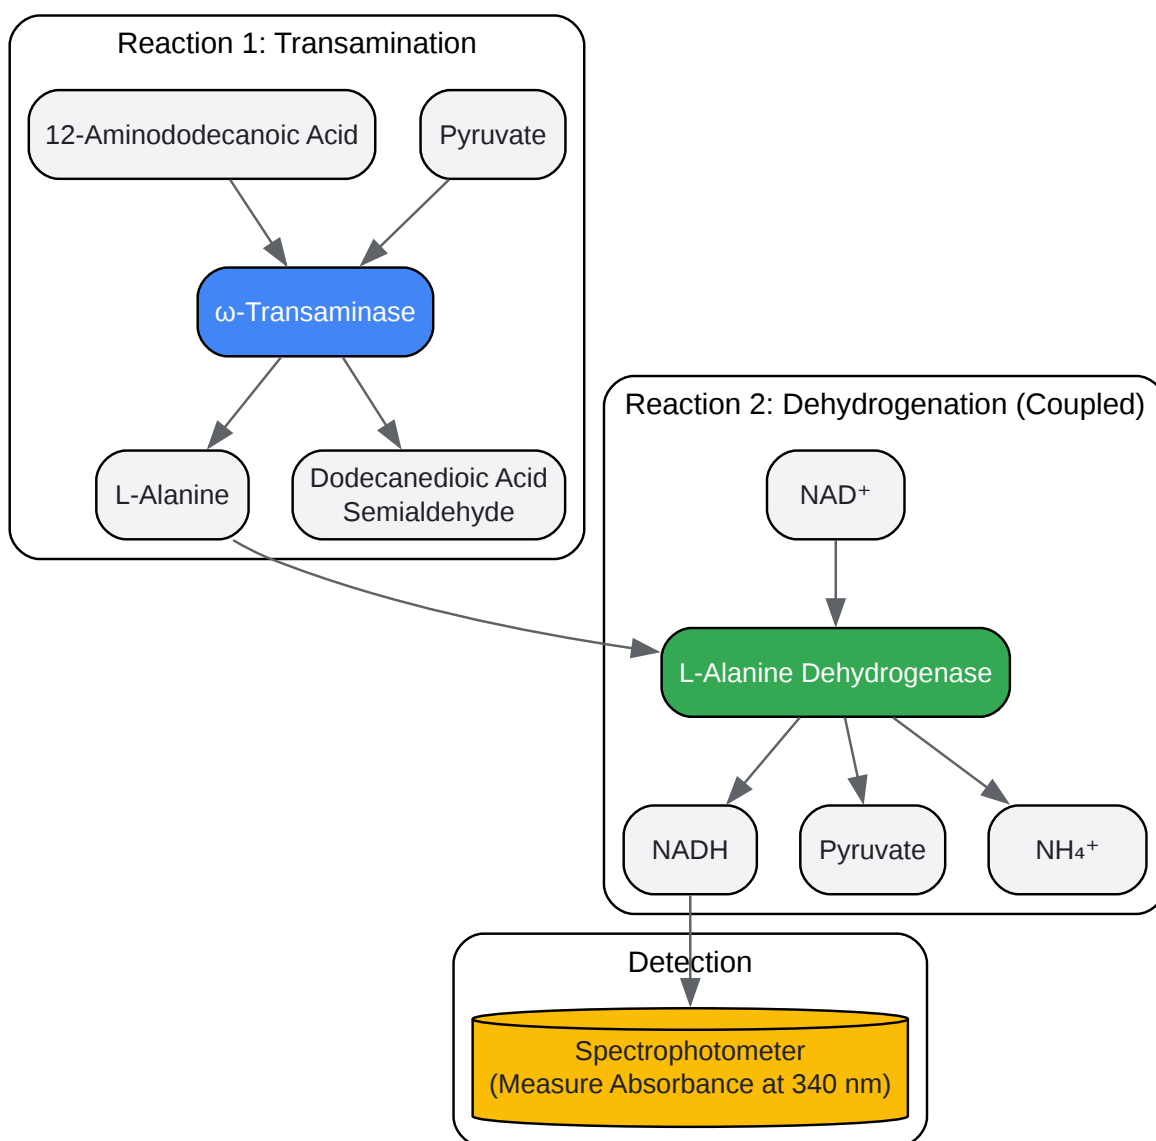 Reaction 1: Transamination
12-Aminododecanoic Acid
Pyruvate
ω-Transaminase
L-Alanine
Dodecanedioic Acid
Semialdehyde
Reaction 2: Dehydrogenation (Coupled)
NAD⁺
L-Alanine Dehydrogenase
NADH
Pyruvate
NH₄⁺
Detection
Spectrophotometer
(Measure Absorbance at 340 nm)